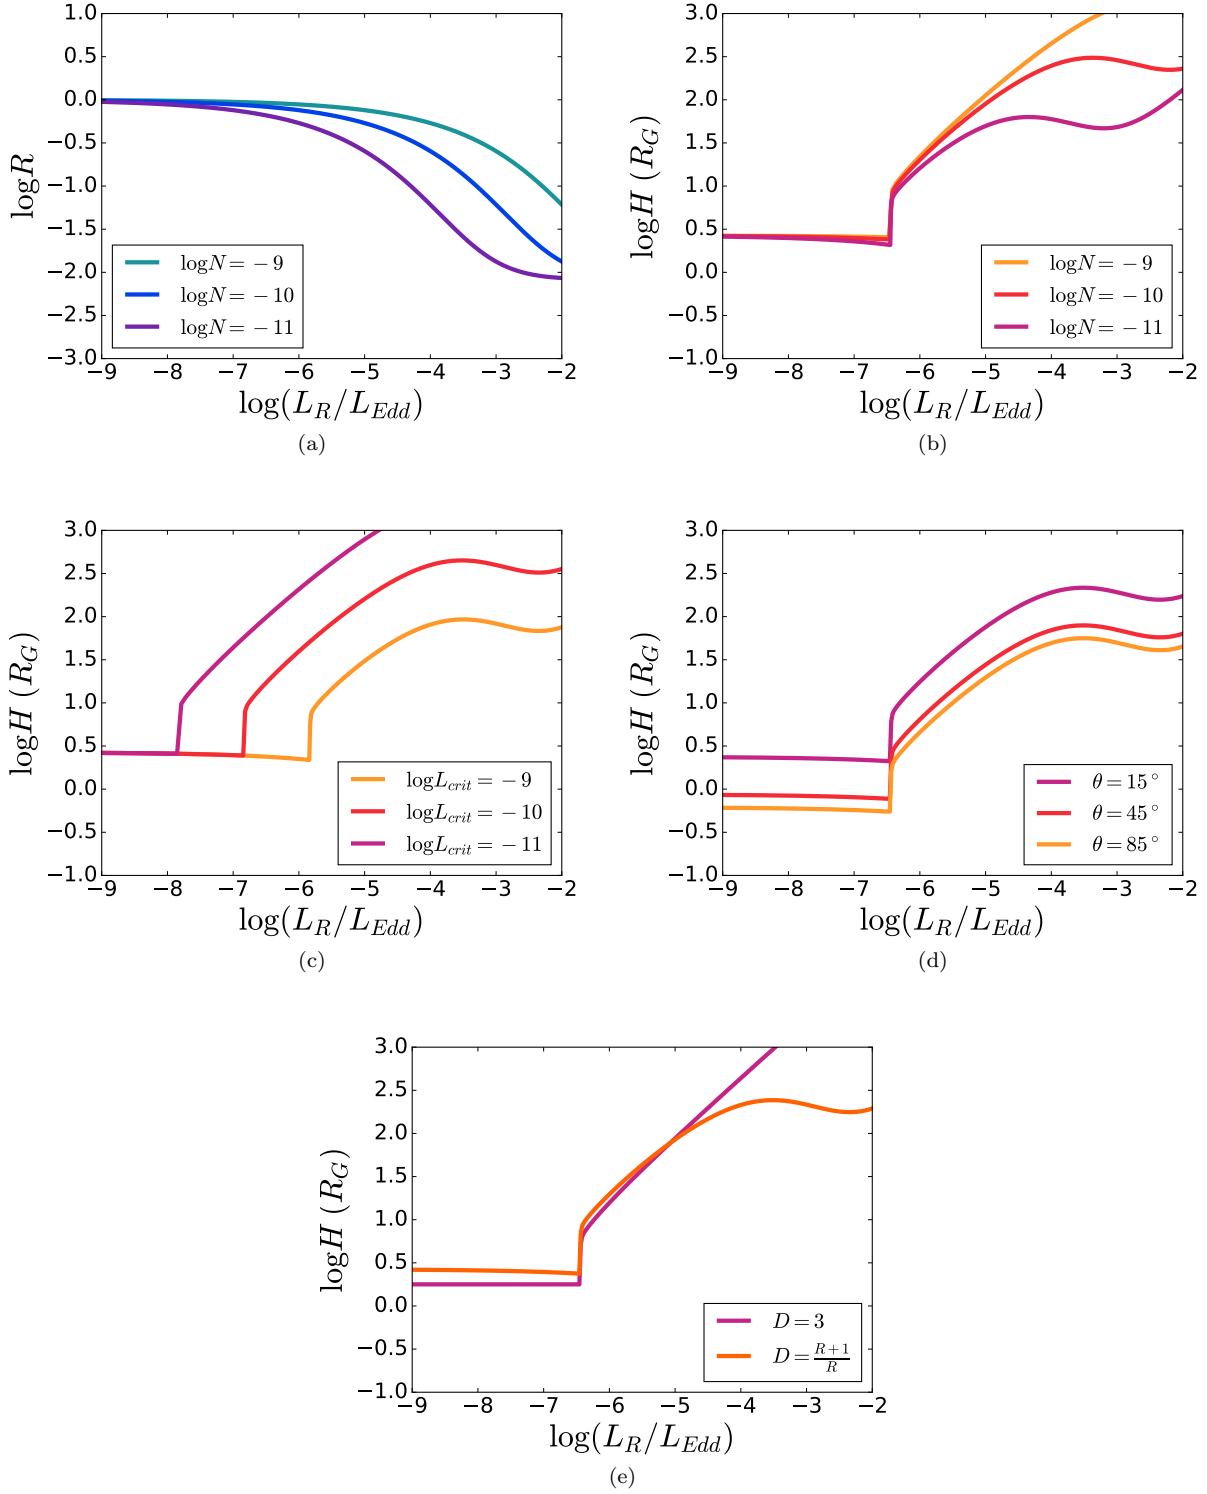 1.0
0.5
0.0
−0.5
−1.0
−1.5
−2.0
−2.5
−3.0
logR
logN = −9
logN = −10
logN = −11
−9 −8 −7 −6 −5 −4 −3 −2
log(L_R/L_Edd)
(a)
3.0
2.5
2.0
1.5
1.0
0.5
0.0
−0.5
−1.0
logH (R_G)
logN = −9
logN = −10
logN = −11
−9 −8 −7 −6 −5 −4 −3 −2
log(L_R/L_Edd)
(b)
3.0
2.5
2.0
1.5
1.0
0.5
0.0
−0.5
−1.0
logH (R_G)
logL_crit = −9
logL_crit = −10
logL_crit = −11
−9 −8 −7 −6 −5 −4 −3 −2
log(L_R/L_Edd)
(c)
3.0
2.5
2.0
1.5
1.0
0.5
0.0
−0.5
−1.0
logH (R_G)
θ = 15°
θ = 45°
θ = 85°
−9 −8 −7 −6 −5 −4 −3 −2
log(L_R/L_Edd)
(d)
3.0
2.5
2.0
1.5
1.0
0.5
0.0
−0.5
−1.0
logH (R_G)
D = 3
D = (R+1)/R
−9 −8 −7 −6 −5 −4 −3 −2
log(L_R/L_Edd)
(e)